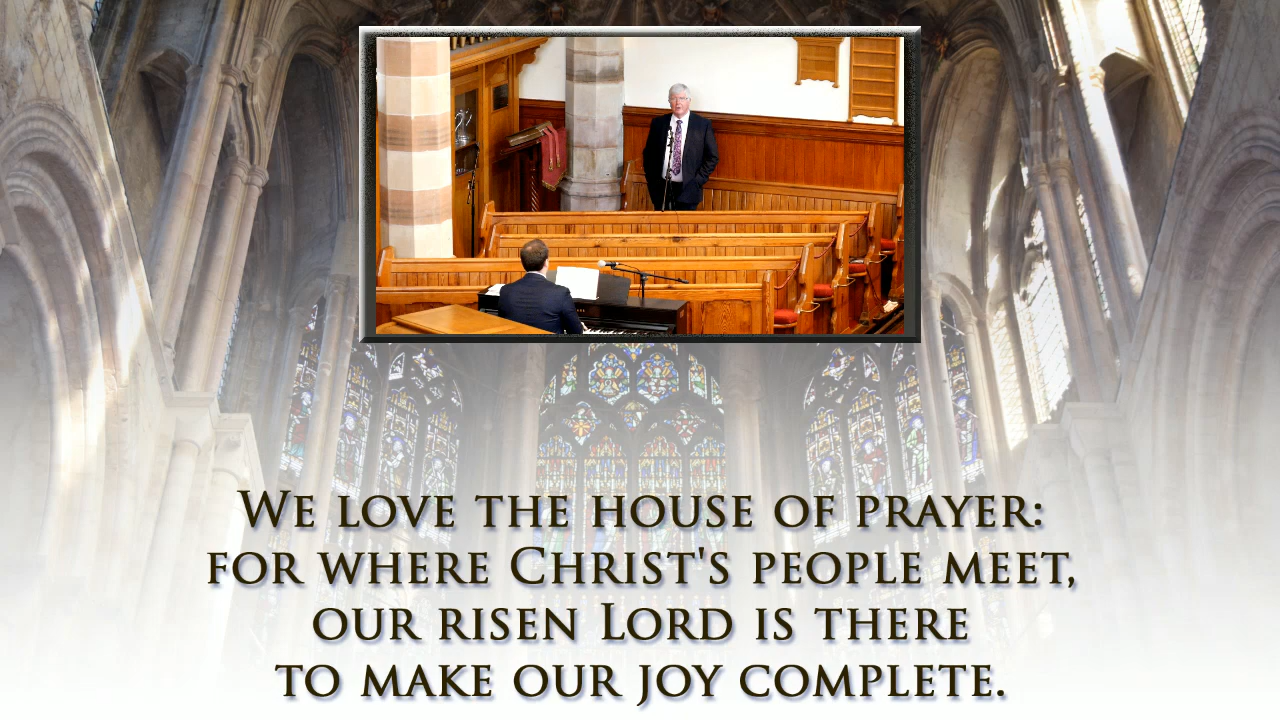 We love the house of prayer:
for where Christ's people meet,
our risen Lord is there
to make our joy complete.